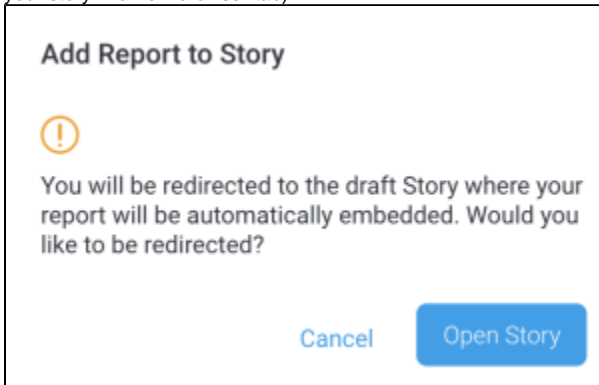 Add Report to Story
You will be redirected to the draft Story where your
report will be automatically embedded. Would you
like to be redirected?
Cancel
Open Story